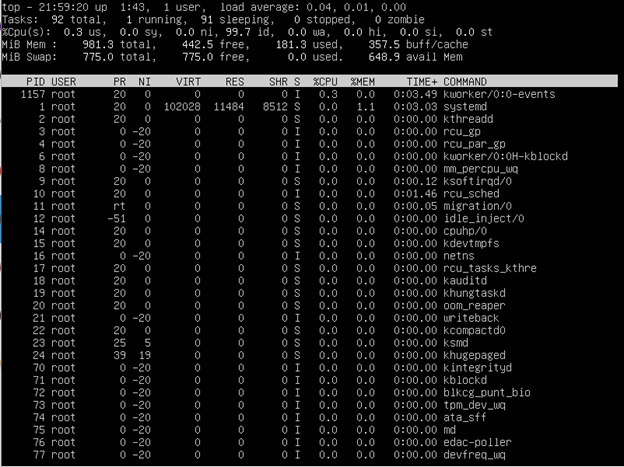 top - 21:59:20 up  1:43,  1 user,  load average: 0.04, 0.01, 0.00
Tasks:  92 total,   1 running,  91 sleeping,   0 stopped,   0 zombie
%Cpu(s):  0.3 us,  0.0 sy,  0.0 ni, 99.7 id,  0.0 wa,  0.0 hi,  0.0 si,  0.0 st
MiB Mem :    981.3 total,    442.5 free,    181.3 used,    357.5 buff/cache
MiB Swap:    775.0 total,    775.0 free,      0.0 used.    648.9 avail Mem
PID USER      PR  NI    VIRT    RES    SHR S  %CPU  %MEM     TIME+ COMMAND
1157 root      20   0       0      0      0 I   0.3   0.0   0:03.49 kworker/0:0-events
1 root      20   0  102028  11484   8512 S   0.0   1.1   0:03.03 systemd
2 root      20   0       0      0      0 S   0.0   0.0   0:00.00 kthreadd
3 root       0 -20       0      0      0 I   0.0   0.0   0:00.00 rcu_gp
4 root       0 -20       0      0      0 I   0.0   0.0   0:00.00 rcu_par_gp
6 root       0 -20       0      0      0 I   0.0   0.0   0:00.00 kworker/0:0H-kblockd
8 root       0 -20       0      0      0 I   0.0   0.0   0:00.00 mm_percpu_wq
9 root      20   0       0      0      0 S   0.0   0.0   0:00.12 ksoftirqd/0
10 root      20   0       0      0      0 I   0.0   0.0   0:01.46 rcu_sched
11 root      rt   0       0      0      0 S   0.0   0.0   0:00.05 migration/0
12 root     -51   0       0      0      0 S   0.0   0.0   0:00.00 idle_inject/0
14 root      20   0       0      0      0 S   0.0   0.0   0:00.00 cpuhp/0
15 root      20   0       0      0      0 S   0.0   0.0   0:00.00 kdevtmpfs
16 root       0 -20       0      0      0 I   0.0   0.0   0:00.00 netns
17 root      20   0       0      0      0 S   0.0   0.0   0:00.00 rcu_tasks_kthre
18 root      20   0       0      0      0 S   0.0   0.0   0:00.00 kauditd
19 root      20   0       0      0      0 S   0.0   0.0   0:00.00 khungtaskd
20 root      20   0       0      0      0 S   0.0   0.0   0:00.00 oom_reaper
21 root       0 -20       0      0      0 I   0.0   0.0   0:00.00 writeback
22 root      20   0       0      0      0 S   0.0   0.0   0:00.00 kcompactd0
23 root      25   5       0      0      0 S   0.0   0.0   0:00.00 ksmd
24 root      39  19       0      0      0 S   0.0   0.0   0:00.00 khugepaged
70 root       0 -20       0      0      0 I   0.0   0.0   0:00.00 kintegrityd
71 root       0 -20       0      0      0 I   0.0   0.0   0:00.00 kblockd
72 root       0 -20       0      0      0 I   0.0   0.0   0:00.00 blkcg_punt_bio
73 root       0 -20       0      0      0 I   0.0   0.0   0:00.00 tpm_dev_wq
74 root       0 -20       0      0      0 I   0.0   0.0   0:00.00 ata_sff
75 root       0 -20       0      0      0 I   0.0   0.0   0:00.00 md
76 root       0 -20       0      0      0 I   0.0   0.0   0:00.00 edac-poller
77 root       0 -20       0      0      0 I   0.0   0.0   0:00.00 devfreq_wq